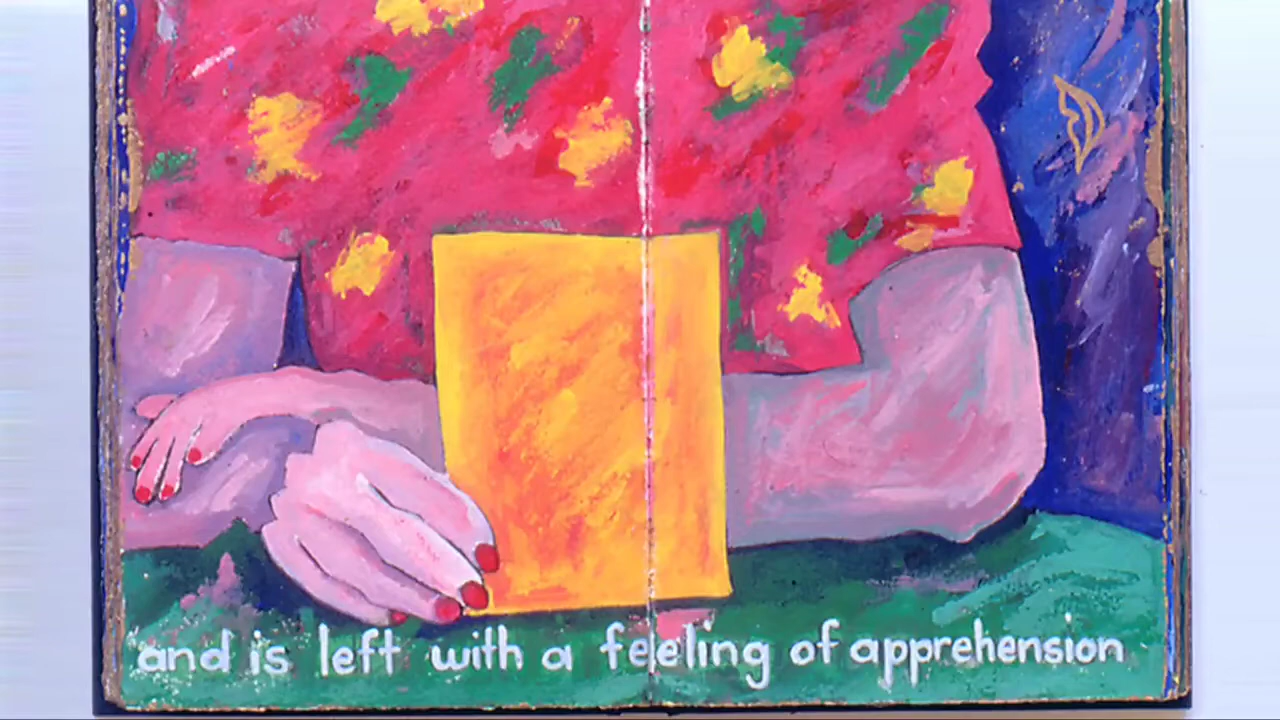 and is left with a feeling of apprehension